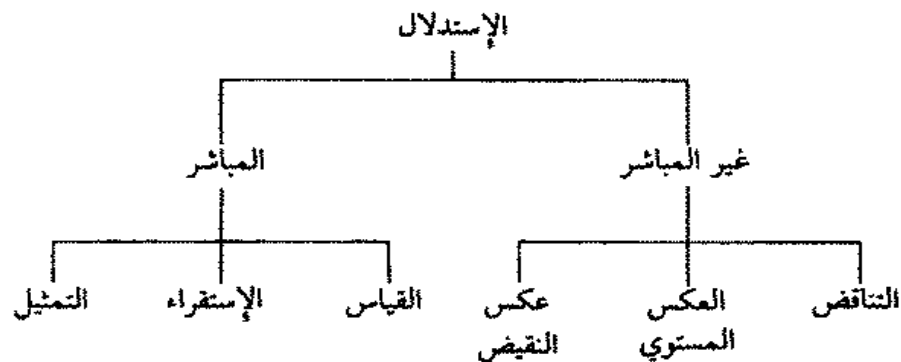 الإستدلال
غير المباشر
المباشر
التناقض
العكس
المستوي
عكس
النقيض
القياس
الإستقراء
التمثيل